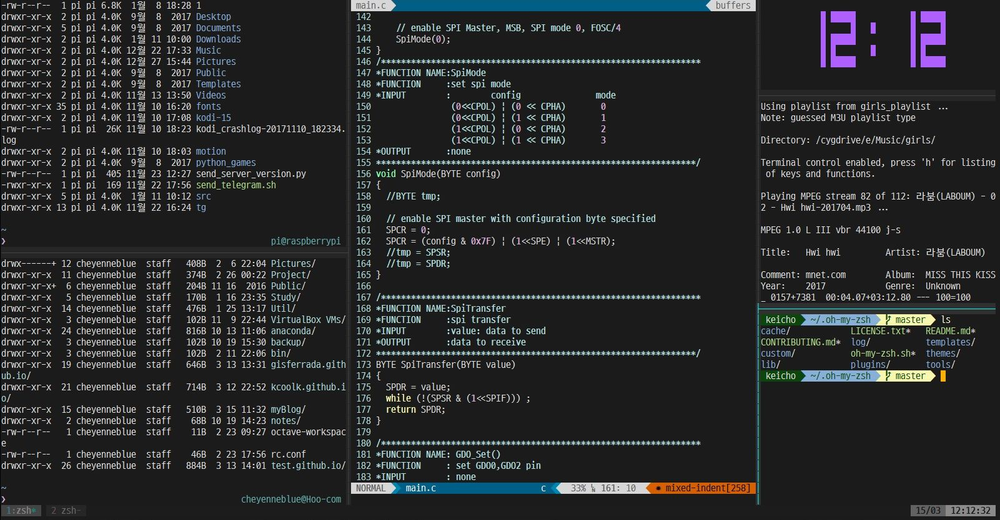 -rw-r--r--  1 pi pi 6.8K 1월  8 18:28 1
drwxr-xr-x  2 pi pi 4.0K 9월  8  2017 Desktop
drwxr-xr-x  2 pi pi 4.0K 9월  8  2017 Documents
drwxr-xr-x  2 pi pi 4.0K 1월 11 10:00 Downloads
drwxr-xr-x  2 pi pi 4.0K 12월 22 17:33 Music
drwxr-xr-x  2 pi pi 4.0K 12월 27 15:44 Pictures
drwxr-xr-x  2 pi pi 4.0K 9월  8  2017 Public
drwxr-xr-x  2 pi pi 4.0K 9월  8  2017 Templates
drwxr-xr-x  2 pi pi 4.0K 11월 13 13:50 Videos
drwxr-xr-x 35 pi pi 4.0K 11월 10 16:20 fonts
drwxr-xr-x  2 pi pi 4.0K 11월 10 17:08 kodi-15
-rw-r--r--  1 pi pi  26K 11월 10 18:23 kodi_crashlog-20171110_182334.
log
drwxr-xr-x  2 pi pi 4.0K 11월 10 18:03 motion
drwxr-xr-x  2 pi pi 4.0K 9월  8  2017 python_games
-rw-r--r--  1 pi pi  405 11월 23 12:27 send_server_version.py
-rwxr-xr-x  1 pi pi  169 11월 22 17:56 send_telegram.sh
drwxr-xr-x  5 pi pi 4.0K 1월 11 10:12 src
drwxr-xr-x 13 pi pi 4.0K 11월 22 16:24 tg
~
❯ pi@raspberrypi
drwx------+ 12 cheyenneblue  staff  408B  2  6 22:04 Pictures/
drwxr-xr-x  11 cheyenneblue  staff  374B  2 26 00:22 Project/
drwxr-xr-x+  6 cheyenneblue  staff  204B 11 16  2016 Public/
drwxr-xr-x   5 cheyenneblue  staff  170B  1 16 23:35 Study/
drwxr-xr-x  14 cheyenneblue  staff  476B  1 25 13:17 Util/
drwxr-xr-x   3 cheyenneblue  staff  102B 11  9 22:44 VirtualBox VMs/
drwxr-xr-x  24 cheyenneblue  staff  816B 10 13 11:06 anaconda/
drwxr-xr-x   3 cheyenneblue  staff  102B 10 19 15:30 backup/
drwxr-xr-x   3 cheyenneblue  staff  102B  2 11 22:06 bin/
drwxr-xr-x  19 cheyenneblue  staff  646B  3 13 13:31 gisferrada.gith
ub.io/
drwxr-xr-x  21 cheyenneblue  staff  714B  3 12 22:52 kcoolk.github.i
o/
drwxr-xr-x  15 cheyenneblue  staff  510B  3 15 11:32 myBlog/
drwxr-xr-x   2 cheyenneblue  staff   68B 10 19 14:23 notes/
-rw-r--r--   1 cheyenneblue  staff   11B  2 23 09:27 octave-workspac
e
-rw-r--r--   1 cheyenneblue  staff   46B  2 23 17:56 rc.conf
drwxr-xr-x  26 cheyenneblue  staff  884B  3 13 14:01 test.github.io/
~
❯ cheyenneblue@Hoo-com
main.c buffers
142
143    // enable SPI Master, MSB, SPI mode 0, FOSC/4
144    SpiMode(0);
145 }
146 /****************************************************************
147 *FUNCTION NAME:SpiMode
148 *FUNCTION     :set spi mode
149 *INPUT        :        config              mode
150                (0<<CPOL) ¦ (0 << CPHA)      0
151                (0<<CPOL) ¦ (1 << CPHA)      1
152                (1<<CPOL) ¦ (0 << CPHA)      2
153                (1<<CPOL) ¦ (1 << CPHA)      3
154 *OUTPUT       :none
155 ****************************************************************/
156 void SpiMode(BYTE config)
157 {
158   //BYTE tmp;
159
160   // enable SPI master with configuration byte specified
161   SPCR = 0;
162   SPCR = (config & 0x7F) ¦ (1<<SPE) ¦ (1<<MSTR);
163   //tmp = SPSR;
164   //tmp = SPDR;
165 }
166
167 /****************************************************************
168 *FUNCTION NAME:SpiTransfer
169 *FUNCTION     :spi transfer
170 *INPUT        :value: data to send
171 *OUTPUT       :data to receive
172 ****************************************************************/
173 BYTE SpiTransfer(BYTE value)
174 {
175   SPDR = value;
176   while (!(SPSR & (1<<SPIF))) ;
177   return SPDR;
178 }
179
180 /****************************************************************
181 *FUNCTION NAME: GDO_Set()
182 *FUNCTION     : set GDO0,GDO2 pin
183 *INPUT        : none
NORMAL main.c c 33% ␤ 161: 10 ✱ mixed-indent[258]
12:12
Using playlist from girls_playlist ...
Note: guessed M3U playlist type
Directory: /cygdrive/e/Music/girls/
Terminal control enabled, press 'h' for listing
of keys and functions.
Playing MPEG stream 82 of 112: 라붐(LABOUM) - 0
2 - Hwi hwi-201704.mp3 ...
MPEG 1.0 L III vbr 44100 j-s
Title:   Hwi hwi        Artist: 라붐(LABOUM)
Comment: mnet.com       Album:  MISS THIS KISS
Year:    2017           Genre:  Unknown
_ 0157+7381  00:04.07+03:12.80 --- 100=100
keicho ~/.oh-my-zsh master ls
cache/ LICENSE.txt* README.md*
CONTRIBUTING.md* log/ templates/
custom/ oh-my-zsh.sh* themes/
lib/ plugins/ tools/
keicho ~/.oh-my-zsh master
1:zsh* 2 zsh- 15/03 12:12:32